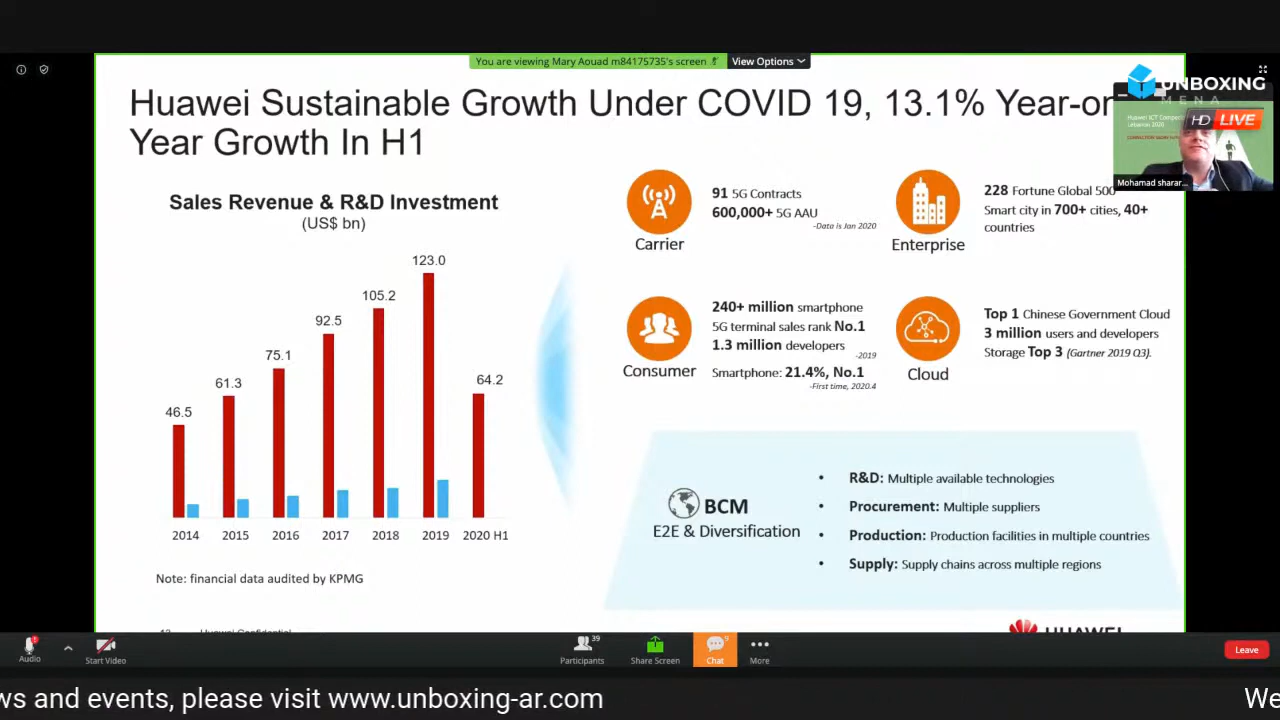 You are viewing Mary Aouad m84175735's screen
View Options
UNBOXING
MENA
HD LIVE
Huawei Sustainable Growth Under COVID 19, 13.1% Year-on
Year Growth In H1
Lebanon 2020
Mohamad sharar...
Sales Revenue & R&D Investment
(US$ bn)
46.5
61.3
75.1
92.5
105.2
123.0
64.2
2014
2015
2016
2017
2018
2019
2020 H1
Note: financial data audited by KPMG
Carrier
91 5G Contracts
600,000+ 5G AAU
-Data is Jan 2020
Enterprise
228 Fortune Global 500
Smart city in 700+ cities, 40+
countries
Consumer
240+ million smartphone
5G terminal sales rank No.1
1.3 million developers
-2019
Smartphone: 21.4%, No.1
-First time, 2020.4
Cloud
Top 1 Chinese Government Cloud
3 million users and developers
Storage Top 3 (Gartner 2019 Q3).
BCM
E2E & Diversification
• R&D: Multiple available technologies
• Procurement: Multiple suppliers
• Production: Production facilities in multiple countries
• Supply: Supply chains across multiple regions
Huawei Confidential
HUAWEI
Audio
Start Video
39
Participants
Share Screen
9
Chat
More
Leave
ws and events, please visit www.unboxing-ar.com
We